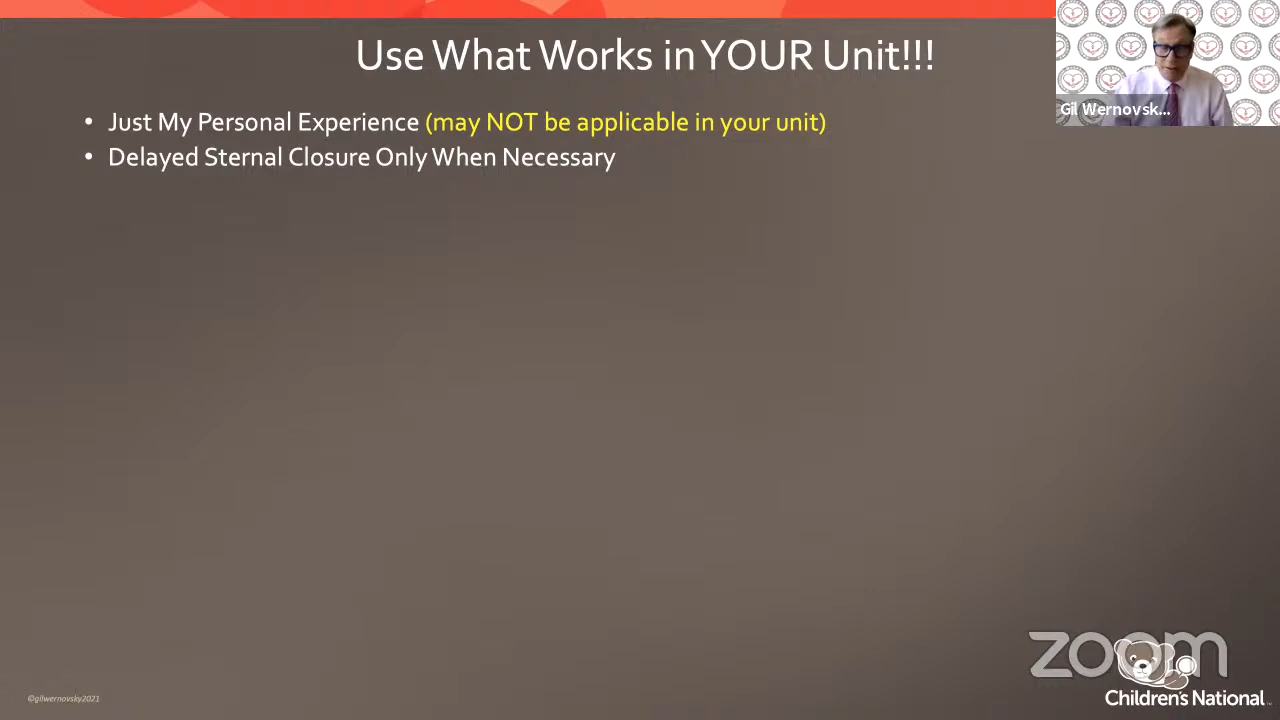 Use What Works in YOUR Unit!!!
Gil Wernovsk...
• Just My Personal Experience (may NOT be applicable in your unit)
• Delayed Sternal Closure Only When Necessary
zoom
©gilwernovsky2021
Children's National